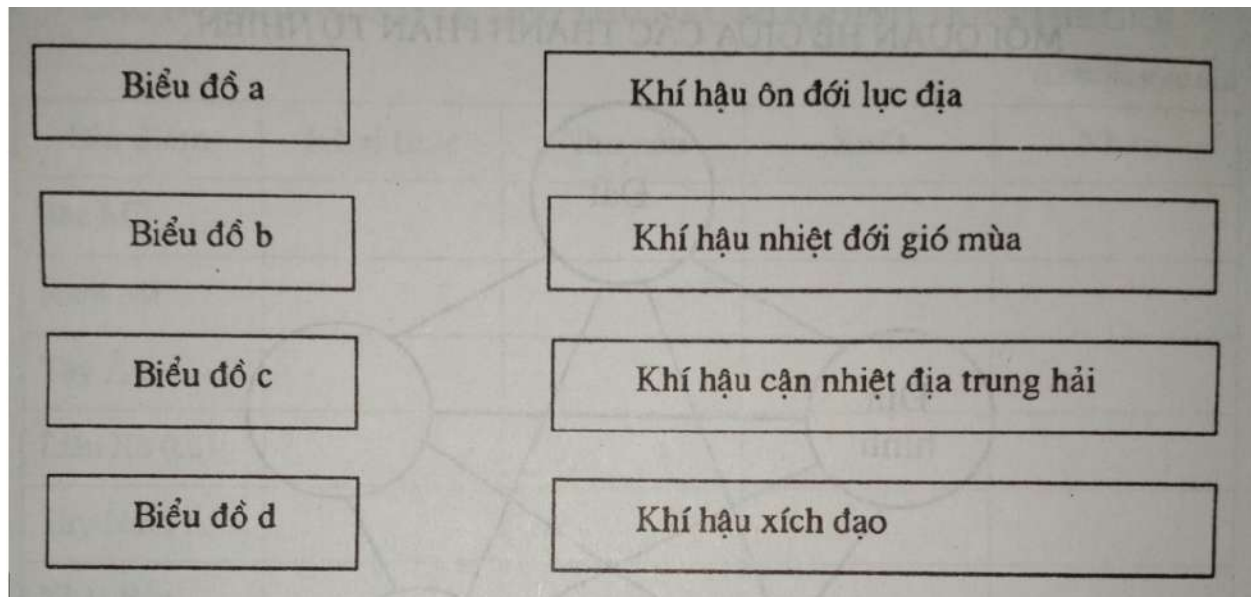 Biểu đồ a
Khí hậu ôn đới lục địa
Biểu đồ b
Khí hậu nhiệt đới gió mùa
Biểu đồ c
Khí hậu cận nhiệt địa trung hải
Biểu đồ d
Khí hậu xích đạo